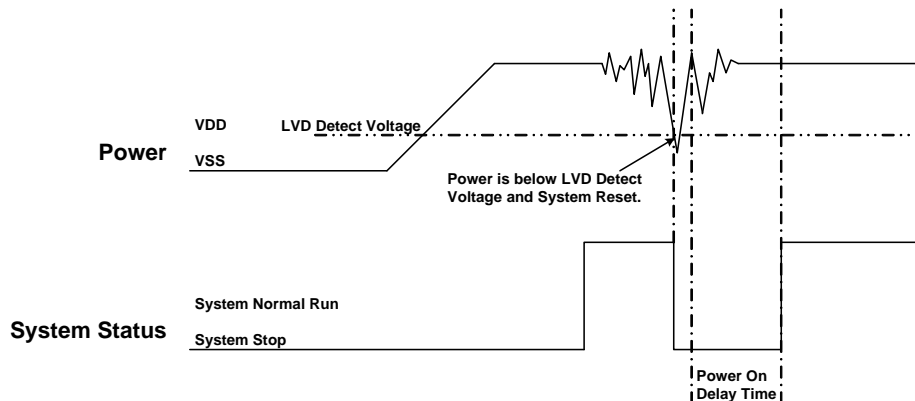 VDD
LVD Detect Voltage
Power
VSS
Power is below LVD Detect
Voltage and System Reset.
System Normal Run
System Status
System Stop
Power On
Delay Time